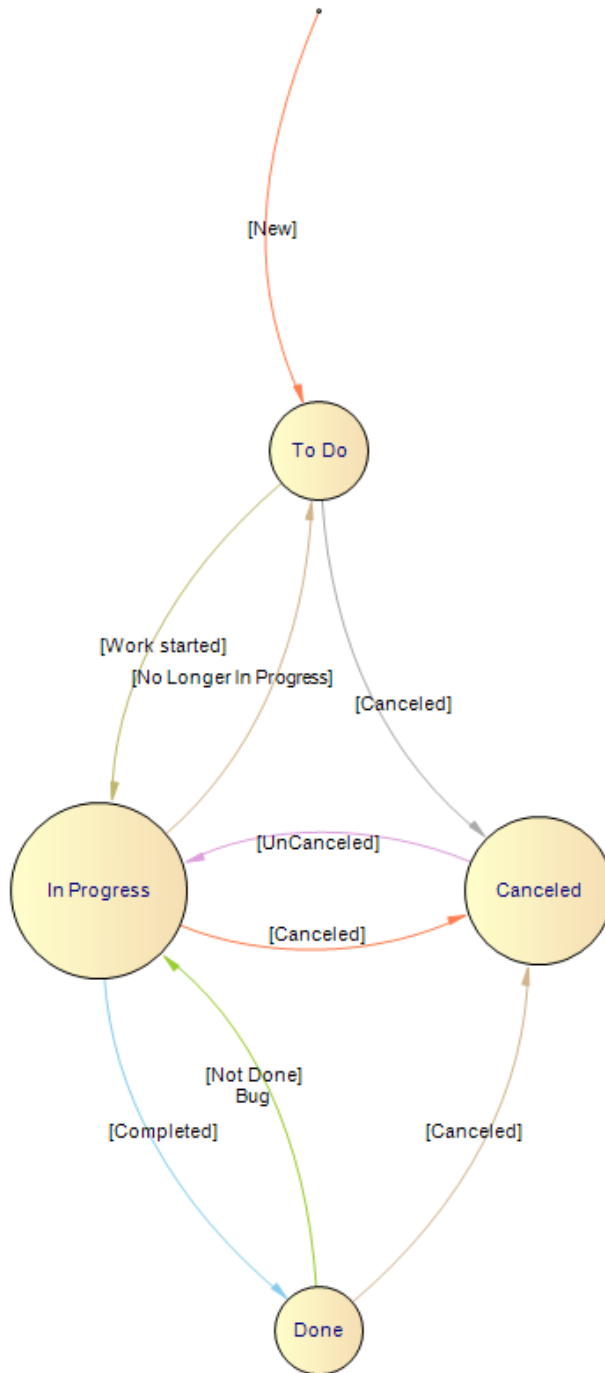 [New]
To Do
[Work started]
[No Longer In Progress]
[Canceled]
[UnCanceled]
In Progress
Canceled
[Canceled]
[Not Done]
Bug
[Completed]
[Canceled]
Done